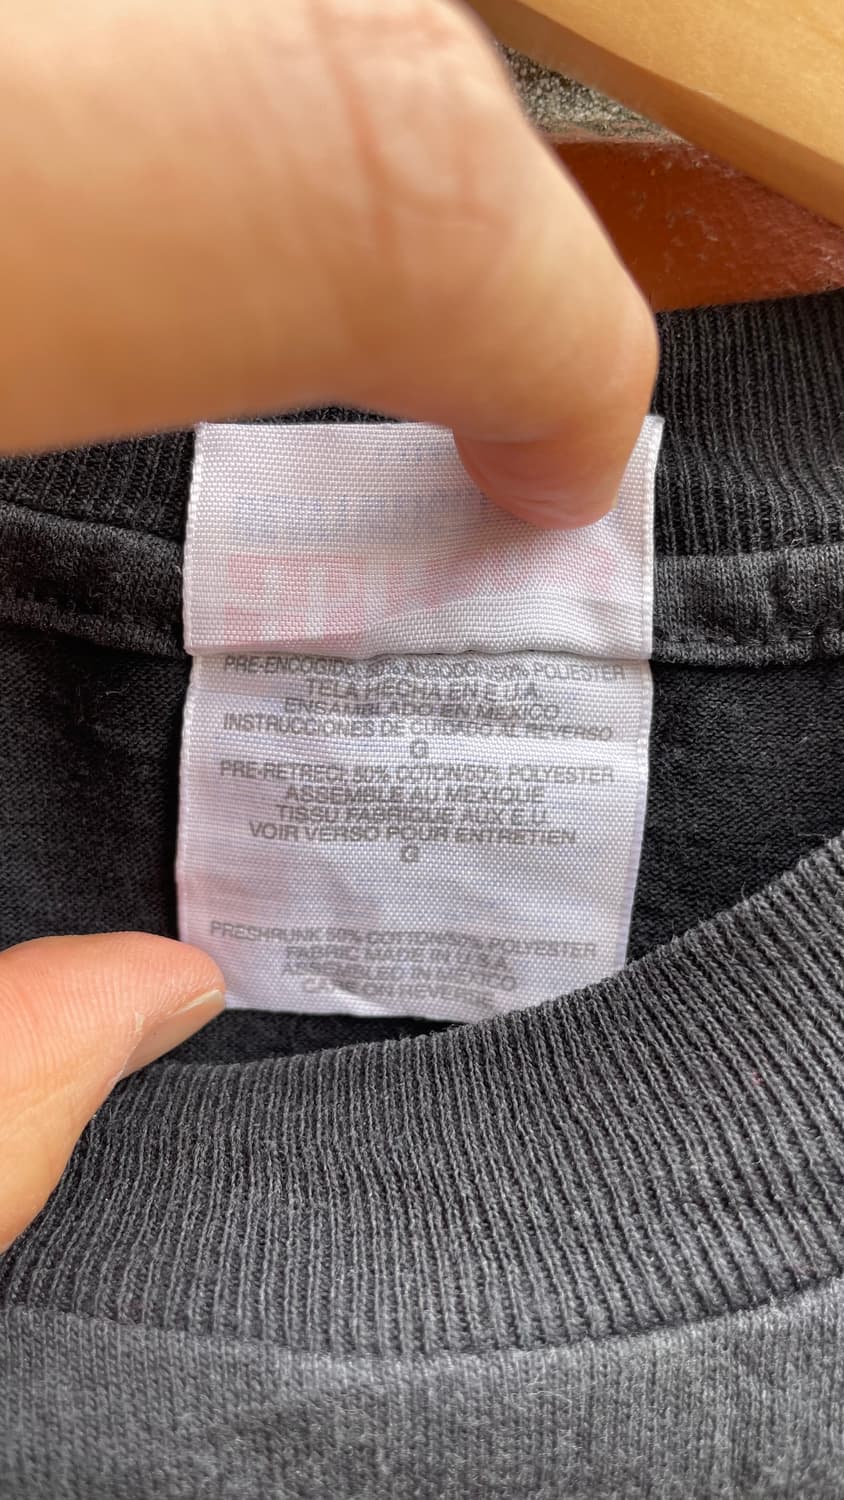 PRE-ENCOGIDO 50% ALGODON/50% POLIESTER
TELA HECHA EN E.U.A.
ENSAMBLADO EN MEXICO
INSTRUCCIONES DE CUIDADO AL REVERSO
G
PRE-RETRECI; 50% COTON/50% POLYESTER
ASSEMBLE AU MEXIQUE
TISSU FABRIQUE AUX E.U.
VOIR VERSO POUR ENTRETIEN
G
PRESHRUNK 50% COTTON/50% POLYESTER
FABRIC MADE IN U.S.A.
ASSEMBLED IN MEXICO
CARE ON REVERSE